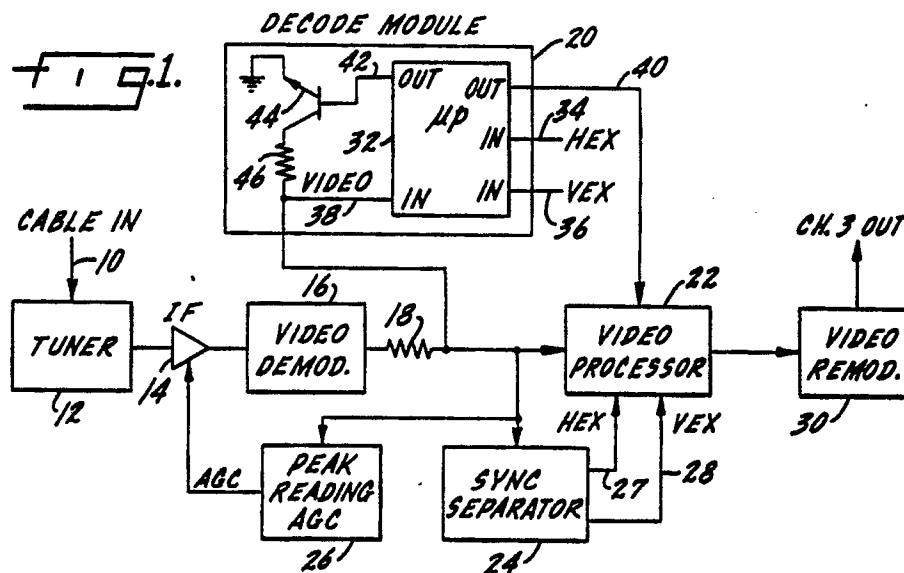 DECODE MODULE
Fig. 1.
20
42
OUT
OUT
40
44
32
µp
34
IN
HEX
46
VIDEO
38
IN
IN
VEX
36
CABLE IN
10
CH. 3 OUT
IF
16
18
22
TUNER
14
VIDEO DEMOD.
VIDEO PROCESSOR
VIDEO REMOD.
12
30
HEX
VEX
AGC
PEAK READING AGC
SYNC SEPARATOR
27
28
26
24